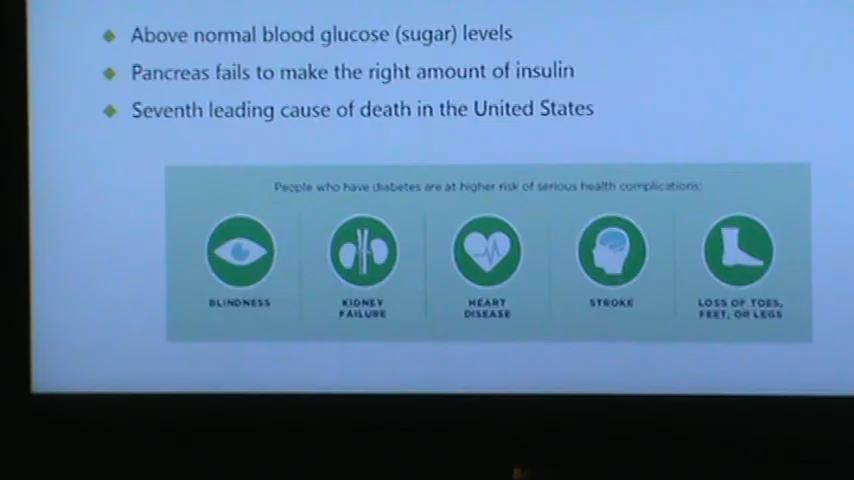 Above normal blood glucose (sugar) levels
Pancreas fails to make the right amount of insulin
Seventh leading cause of death in the United States
People who have diabetes are at higher risk of serious health complications:
BLINDNESS
KIDNEY
FAILURE
HEART
DISEASE
STROKE
LOSS OF TOES,
FEET, OR LEGS